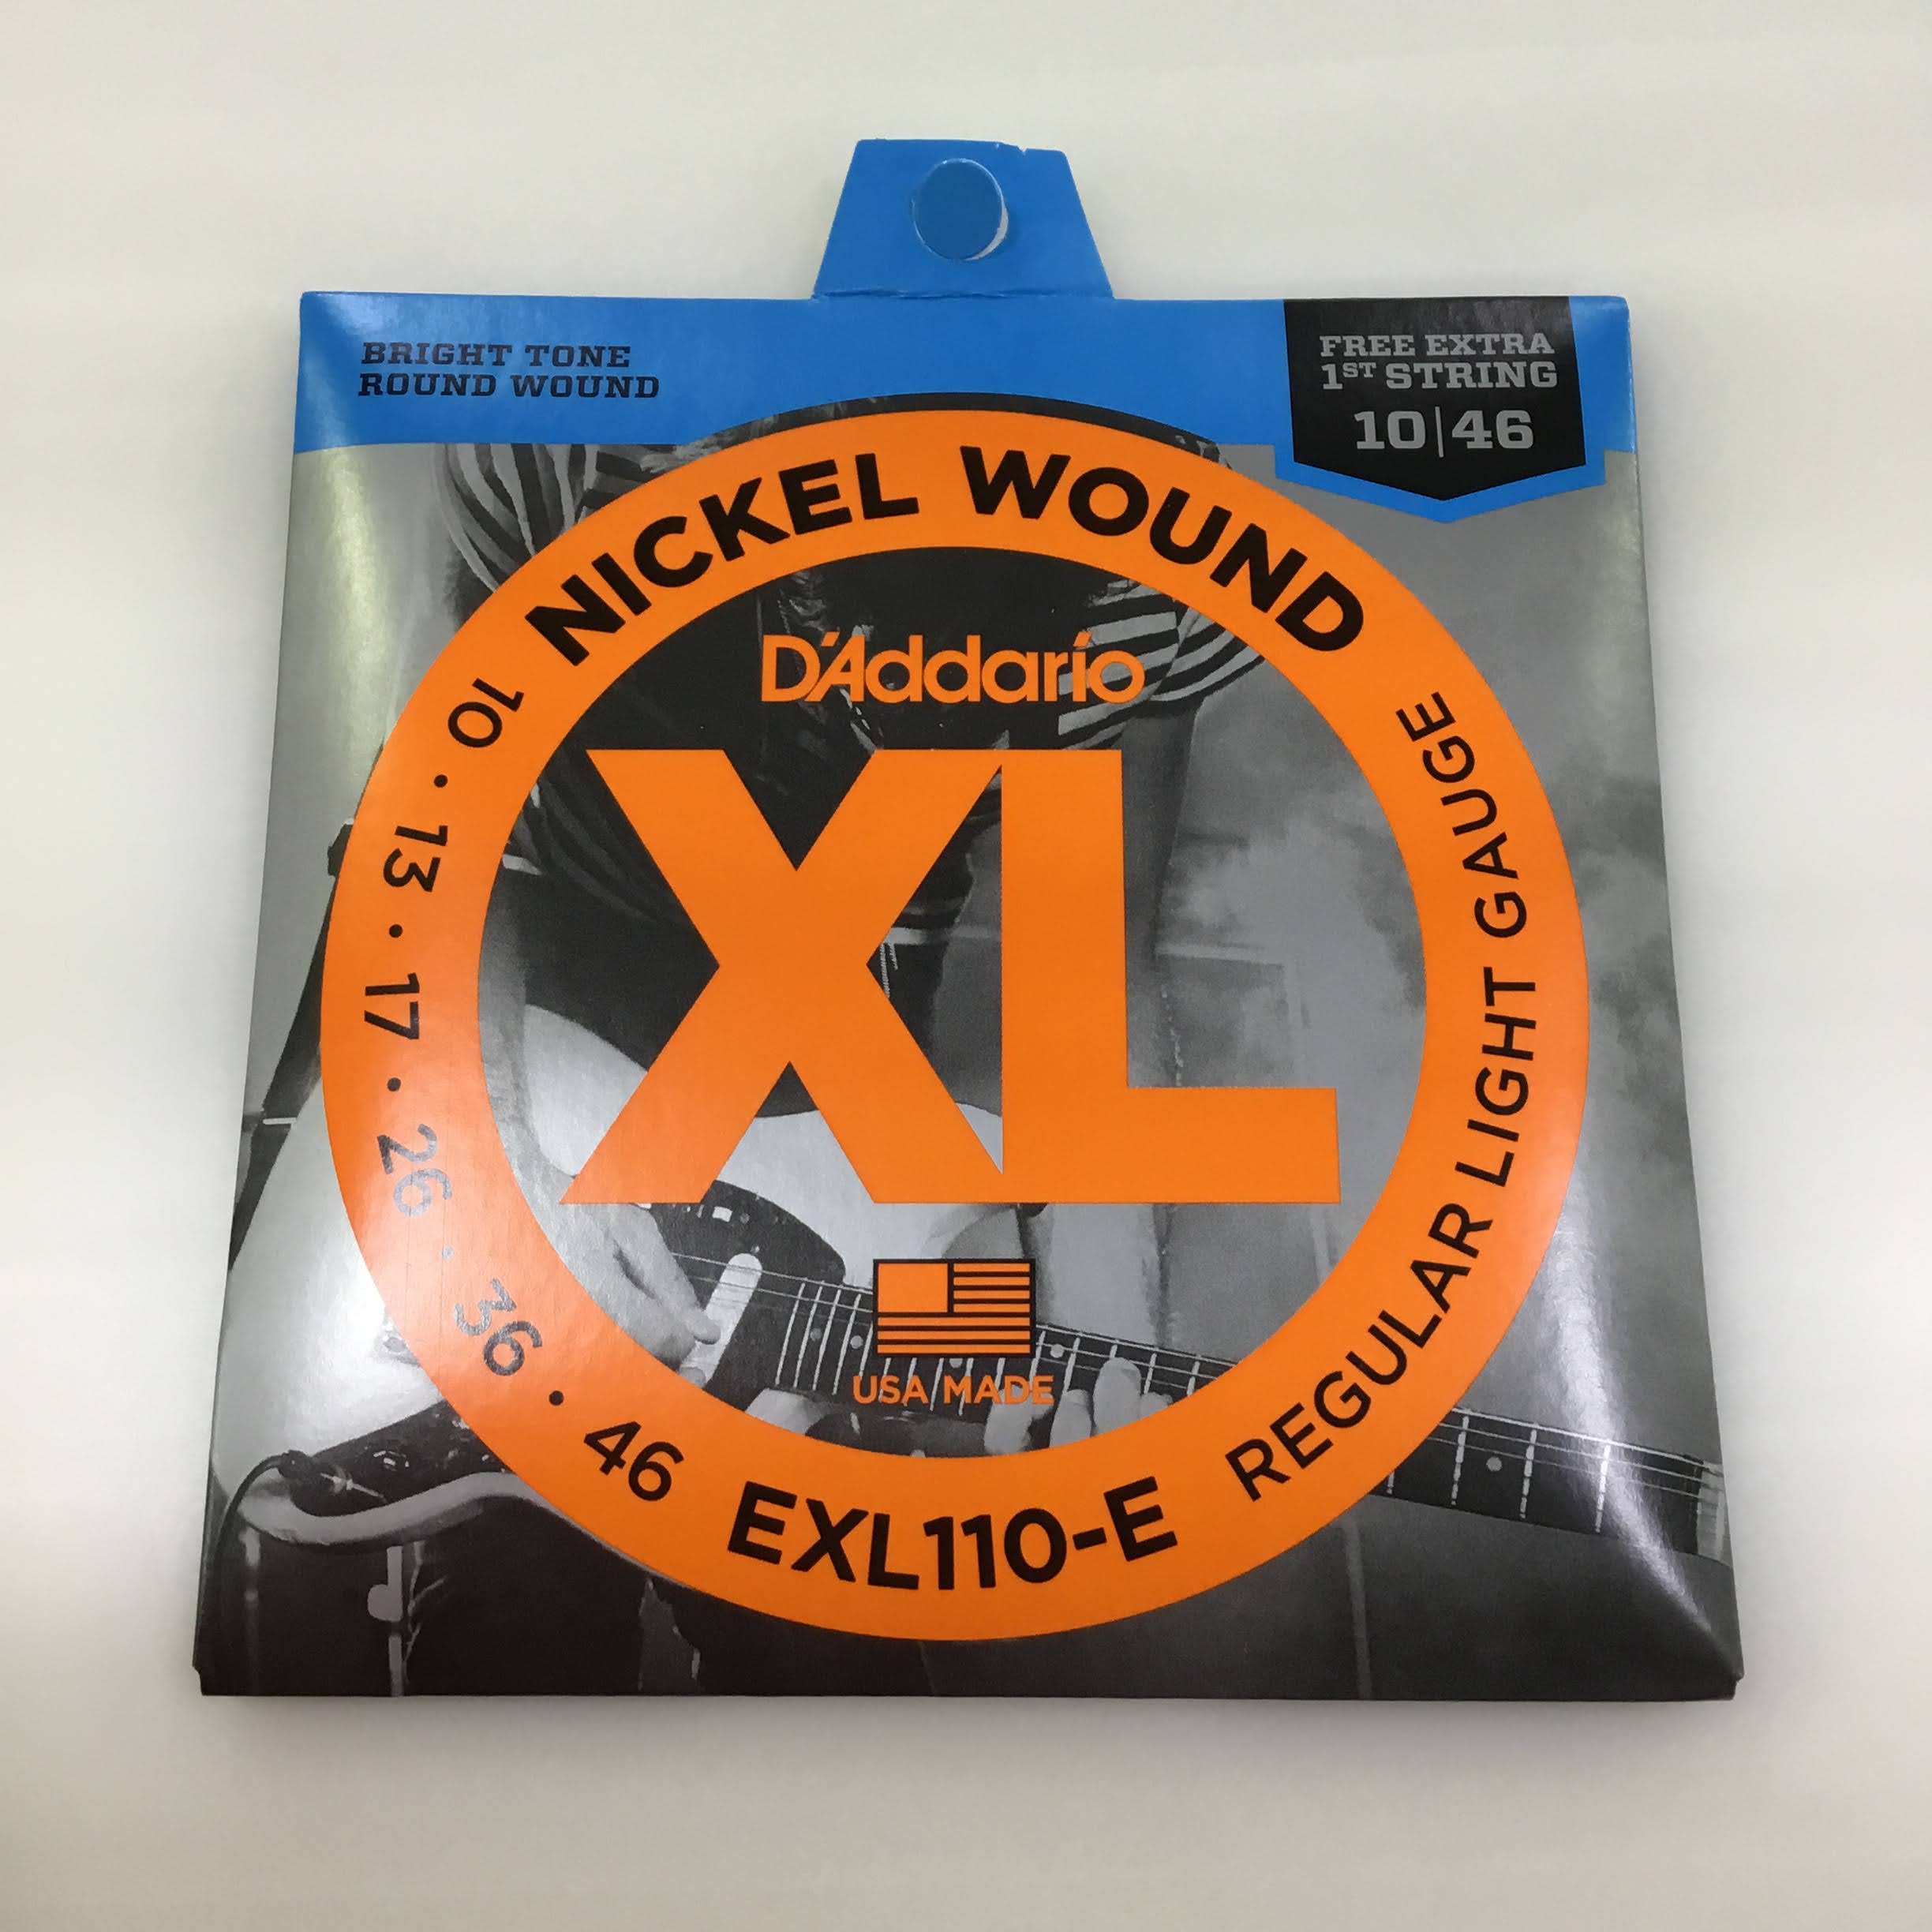 BRIGHT TONE
ROUND WOUND
FREE EXTRA
1ST STRING
10|46
NICKEL WOUND
D'Addario
XL
USA MADE
10 • 13 • 17 • 26 • 36 • 46
EXL110-E
REGULAR LIGHT GAUGE